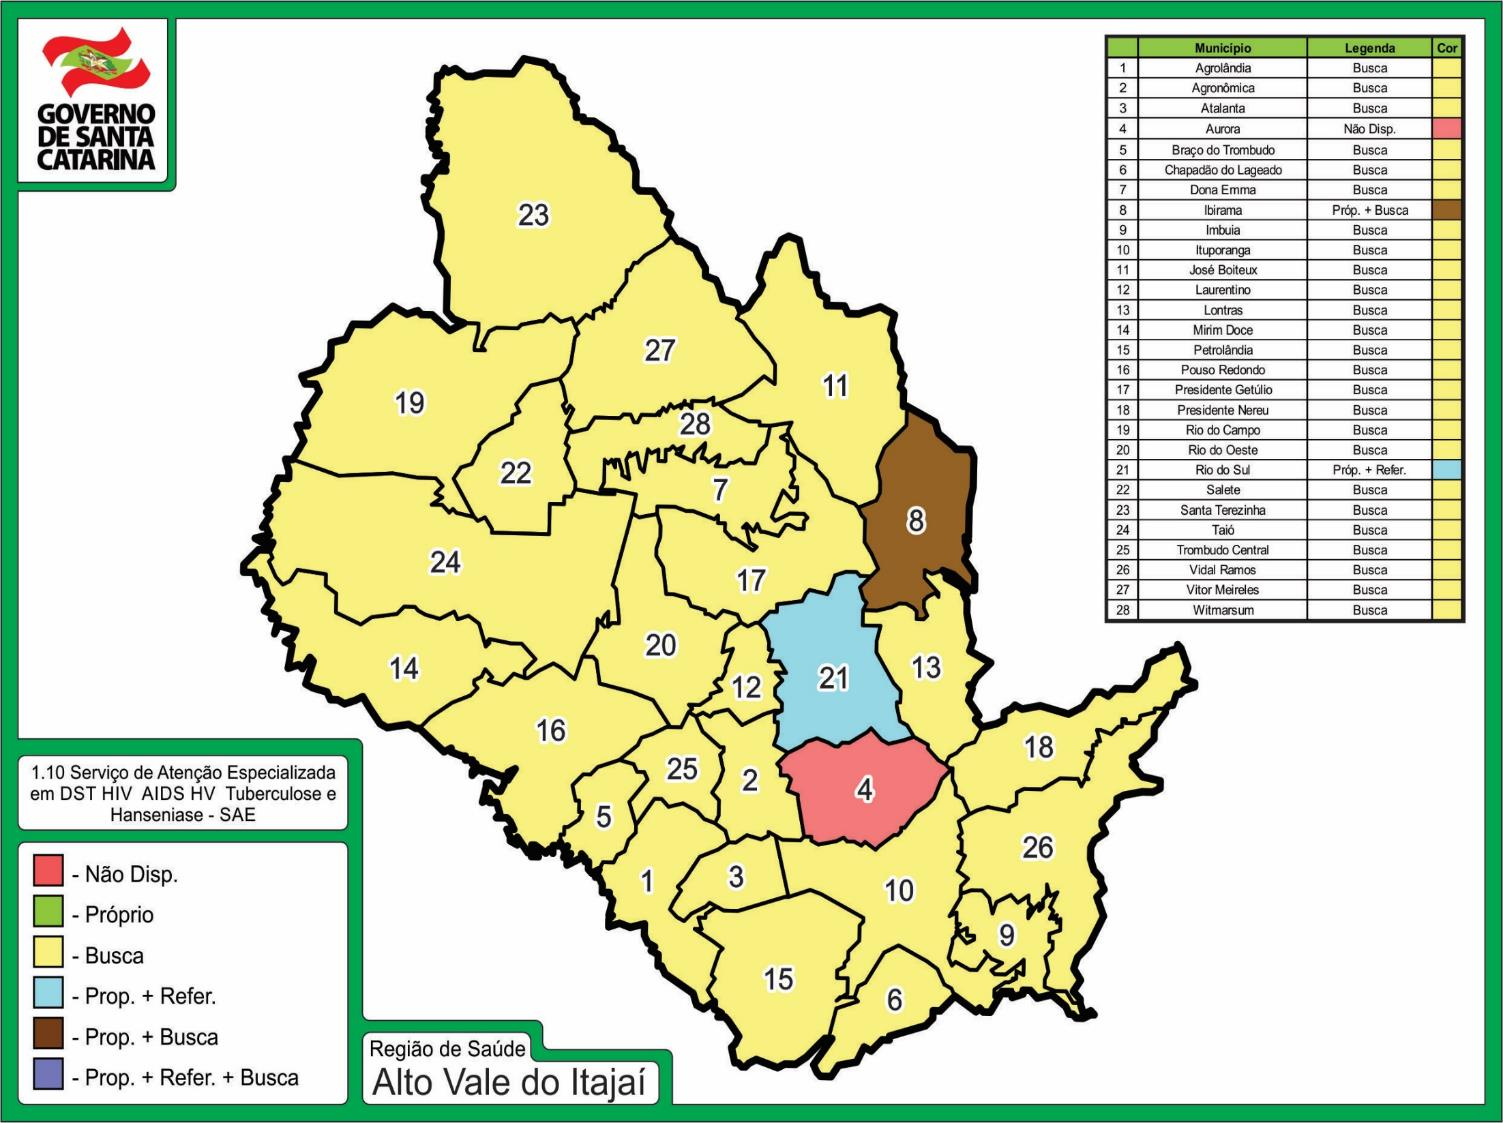 GOVERNO
DE SANTA
CATARINA
Município Legenda Cor
1 Agrolândia Busca
2 Agronômica Busca
3 Atalanta Busca
4 Aurora Não Disp.
5 Braço do Trombudo Busca
6 Chapadão do Lageado Busca
7 Dona Emma Busca
8 Ibirama Próp. + Busca
9 Imbuia Busca
10 Ituporanga Busca
11 José Boiteux Busca
12 Laurentino Busca
13 Lontras Busca
14 Mirim Doce Busca
15 Petrolândia Busca
16 Pouso Redondo Busca
17 Presidente Getúlio Busca
18 Presidente Nereu Busca
19 Rio do Campo Busca
20 Rio do Oeste Busca
21 Rio do Sul Próp. + Refer.
22 Salete Busca
23 Santa Terezinha Busca
24 Taió Busca
25 Trombudo Central Busca
26 Vidal Ramos Busca
27 Vitor Meireles Busca
28 Witmarsum Busca
23
27
11
19
28
22
7
8
24
17
20
14
13
21
12
16
18
25
2
4
5
26
3
1
10
9
15
6
1.10 Serviço de Atenção Especializada
em DST HIV AIDS HV Tuberculose e
Hanseniase - SAE
- Não Disp.
- Próprio
- Busca
- Prop. + Refer.
- Prop. + Busca
- Prop. + Refer. + Busca
Região de Saúde
Alto Vale do Itajaí